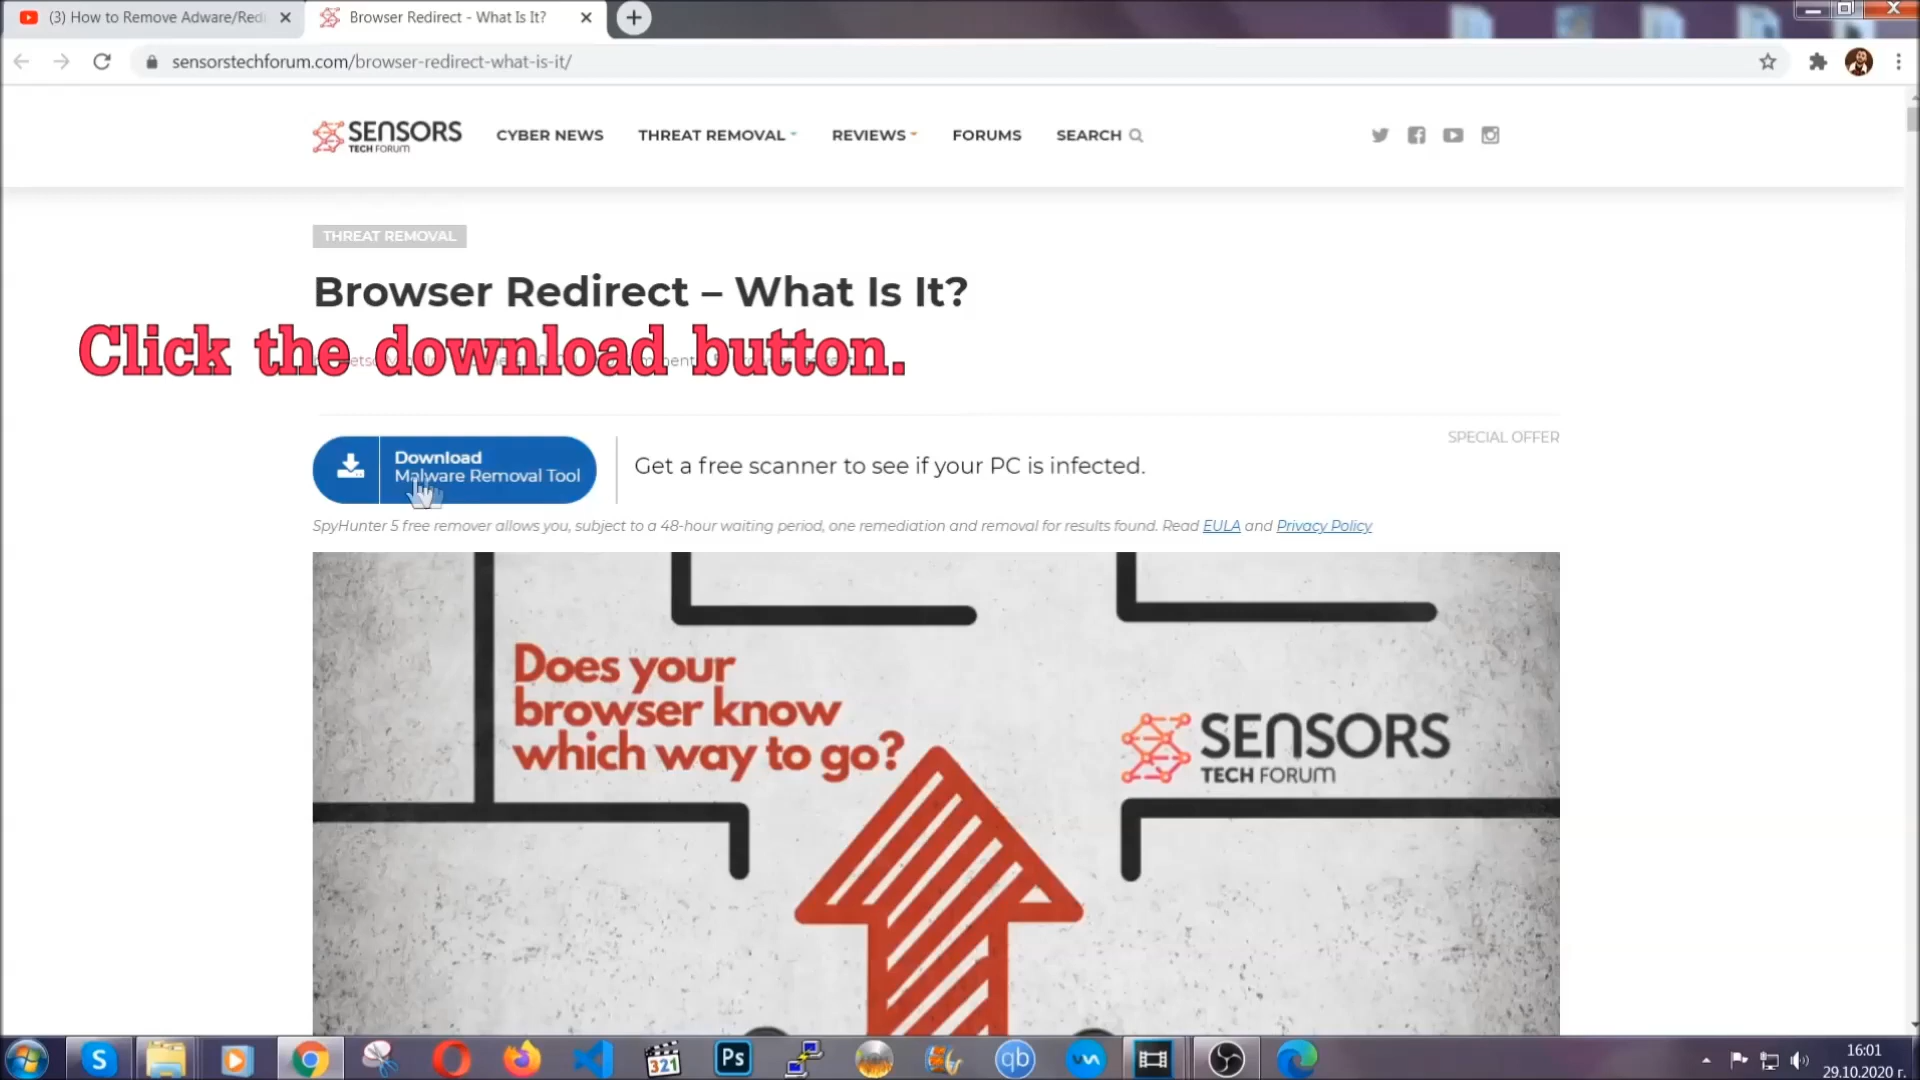 (3) How to Remove Adware/Redi
Browser Redirect - What Is It?
sensorstechforum.com/browser-redirect-what-is-it/
SENSORS
TECH FORUM
CYBER NEWS
THREAT REMOVAL
REVIEWS
FORUMS
SEARCH
THREAT REMOVAL
Browser Redirect – What Is It?
Click the download button.
SPECIAL OFFER
Download
Malware Removal Tool
Get a free scanner to see if your PC is infected.
SpyHunter 5 free remover allows you, subject to a 48-hour waiting period, one remediation and removal for results found. Read EULA and Privacy Policy
Does your
browser know
which way to go?
SENSORS
TECH FORUM
S
321
Ps
qb
16:01
29.10.2020 г.